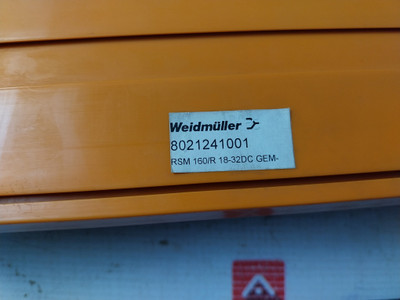 Weidmüller
8021241001
RSM 160/R 18-32DC GEM-